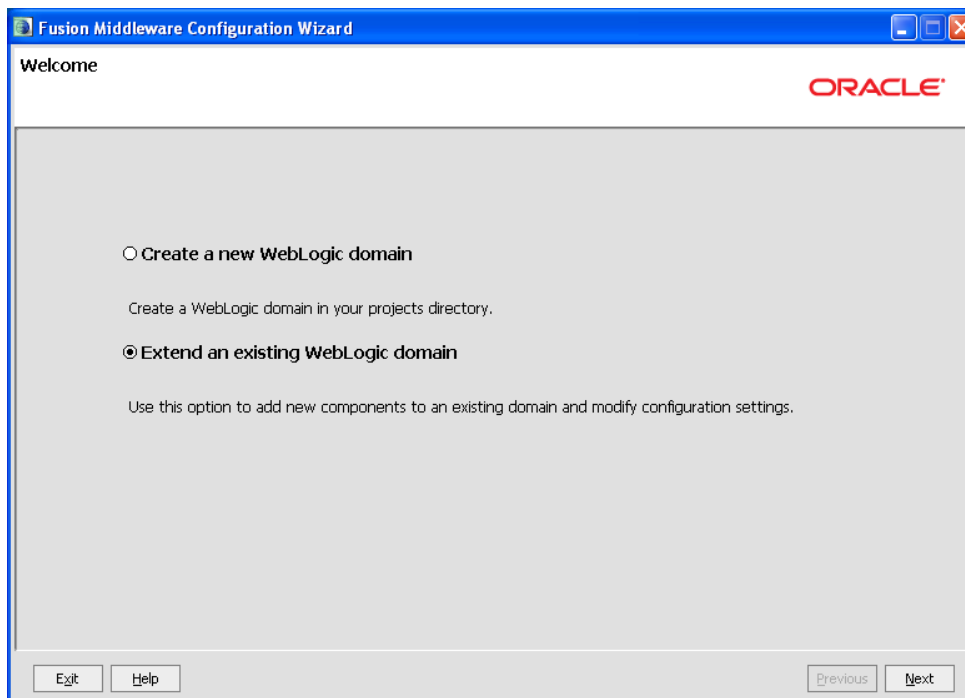 Fusion Middleware Configuration Wizard
Welcome
ORACLE
Create a new WebLogic domain
Create a WebLogic domain in your projects directory.
Extend an existing WebLogic domain
Use this option to add new components to an existing domain and modify configuration settings.
Exit Help Previous Next